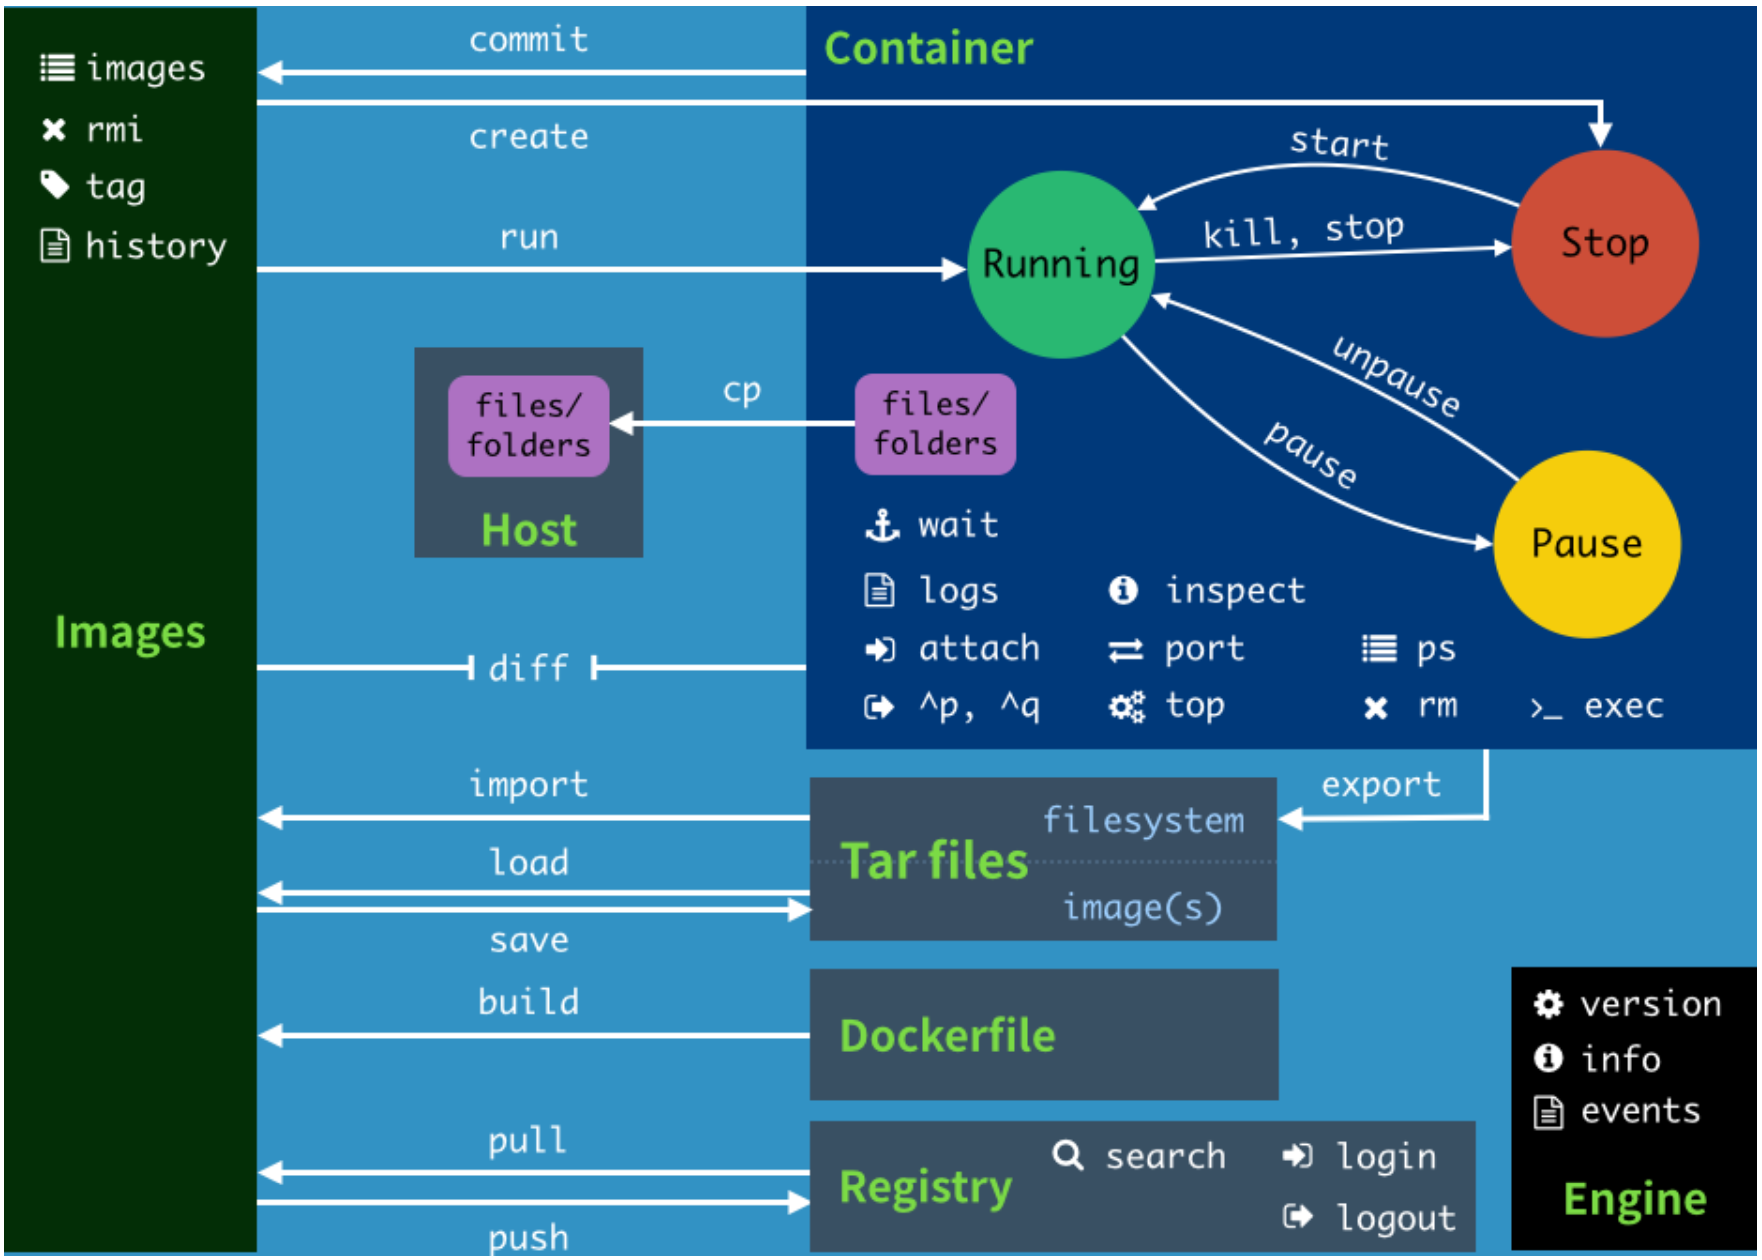 images
rmi
tag
history
Images
commit
create
run
cp
files/
folders
Host
diff
import
load
save
build
pull
push
Container
start
kill, stop
Running
Stop
unpause
pause
Pause
files/
folders
wait
logs
inspect
attach
port
ps
^p, ^q
top
rm
>_ exec
export
filesystem
Tar files
image(s)
Dockerfile
Registry
search
login
logout
version
info
events
Engine